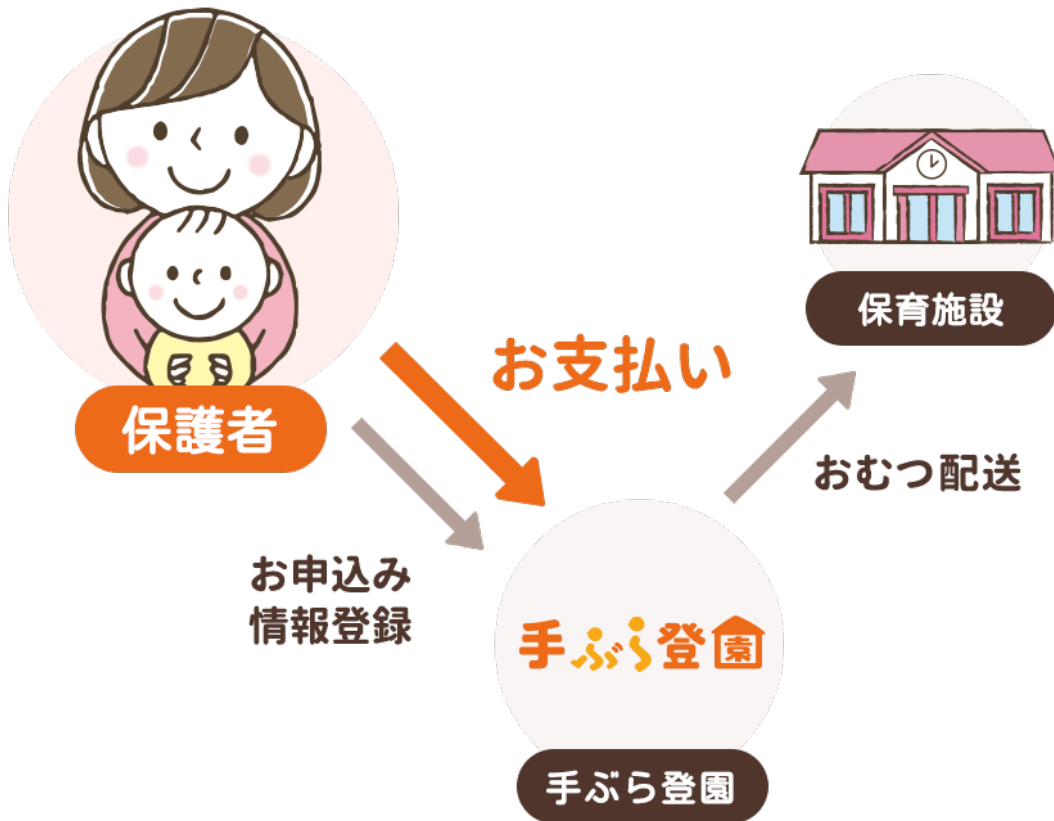 保育施設
お支払い
保護者
おむつ配送
お申込み
情報登録
手ぶら登園
手ぶら登園